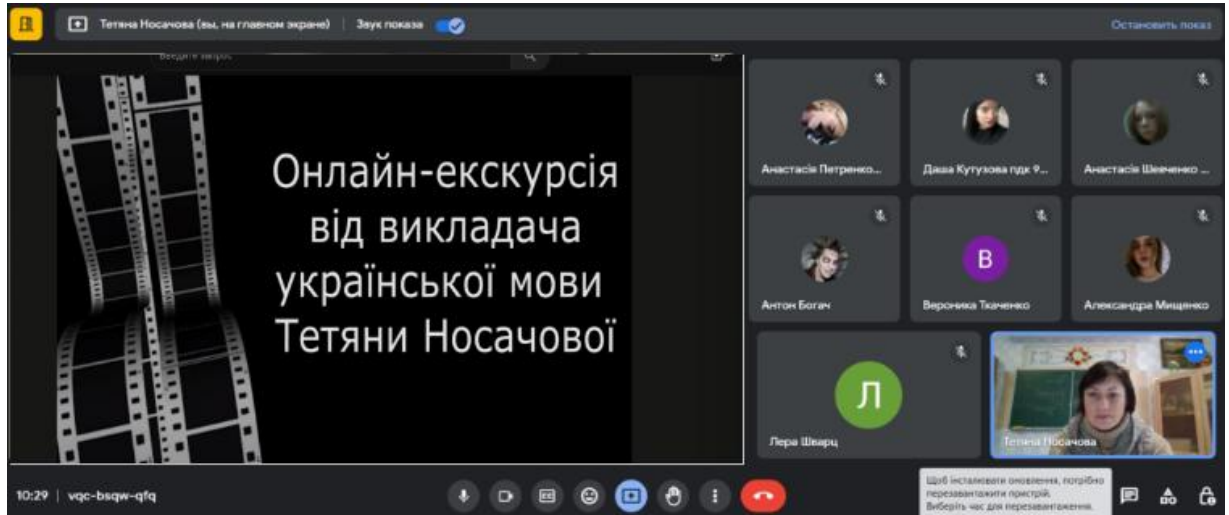 Тетяна Носачова (вы, на главном экране)
Звук показа
Остановить показ
Введите запрос
Онлайн-екскурсія
від викладача
української мови
Тетяни Носачової
Анастасія Петренко...
Даша Кутузова пдк 9...
Анастасія Шевченко ...
Антон Богач
В
Вероника Ткаченко
Александра Мищенко
Л
Лера Шварц
Тетяна Носачова
10:29 | vqc-bsqw-qfq
Щоб інсталювати оновлення, потрібно
перезавантажити пристрій.
Виберіть час для перезавантаження.